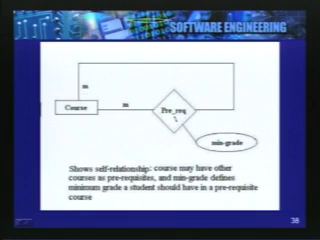 SOFTWARE ENGINEERING
m
Course
m
Pre_req
min-grade
Shows self-relationship: course may have other
courses as pre-requisites, and min-grade defines
minimum grade a student should have in a pre-requisite
course
38